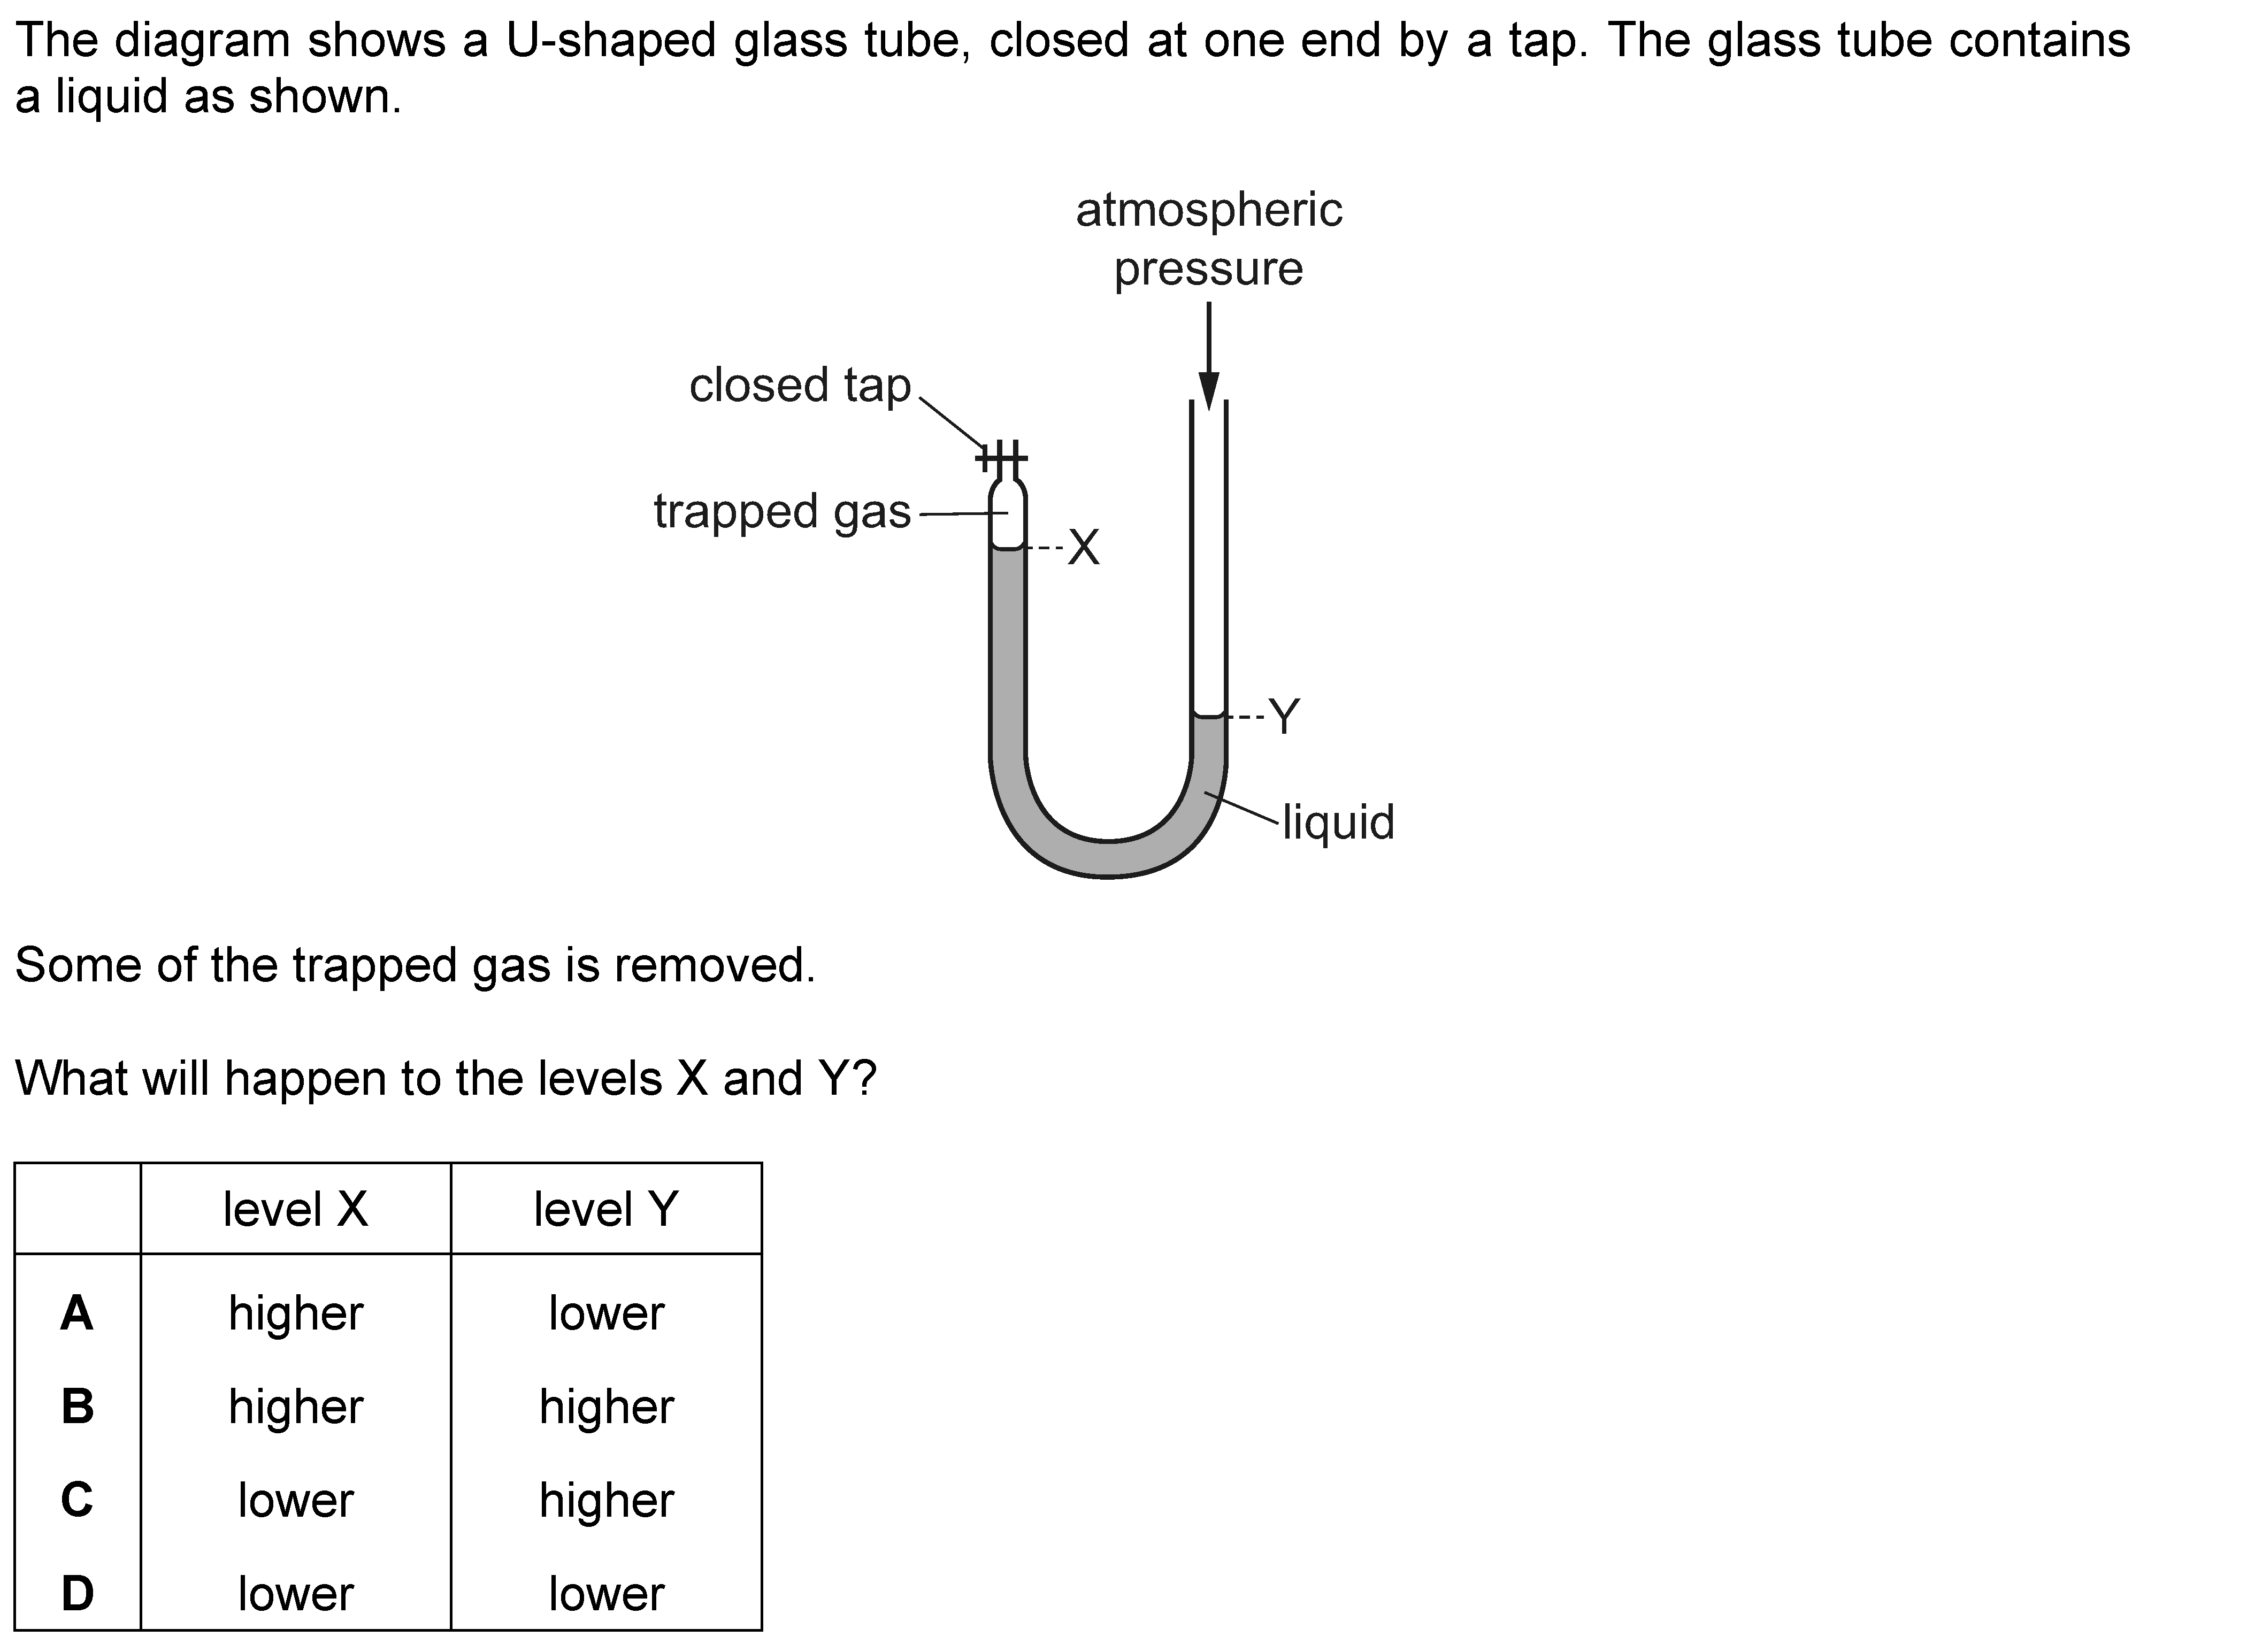 The diagram shows a U-shaped glass tube, closed at one end by a tap. The glass tube contains
a liquid as shown.
atmospheric
pressure
closed tap
trapped gas
X
Y
liquid
Some of the trapped gas is removed.
What will happen to the levels X and Y?
level X level Y
A higher lower
B higher higher
C lower higher
D lower lower